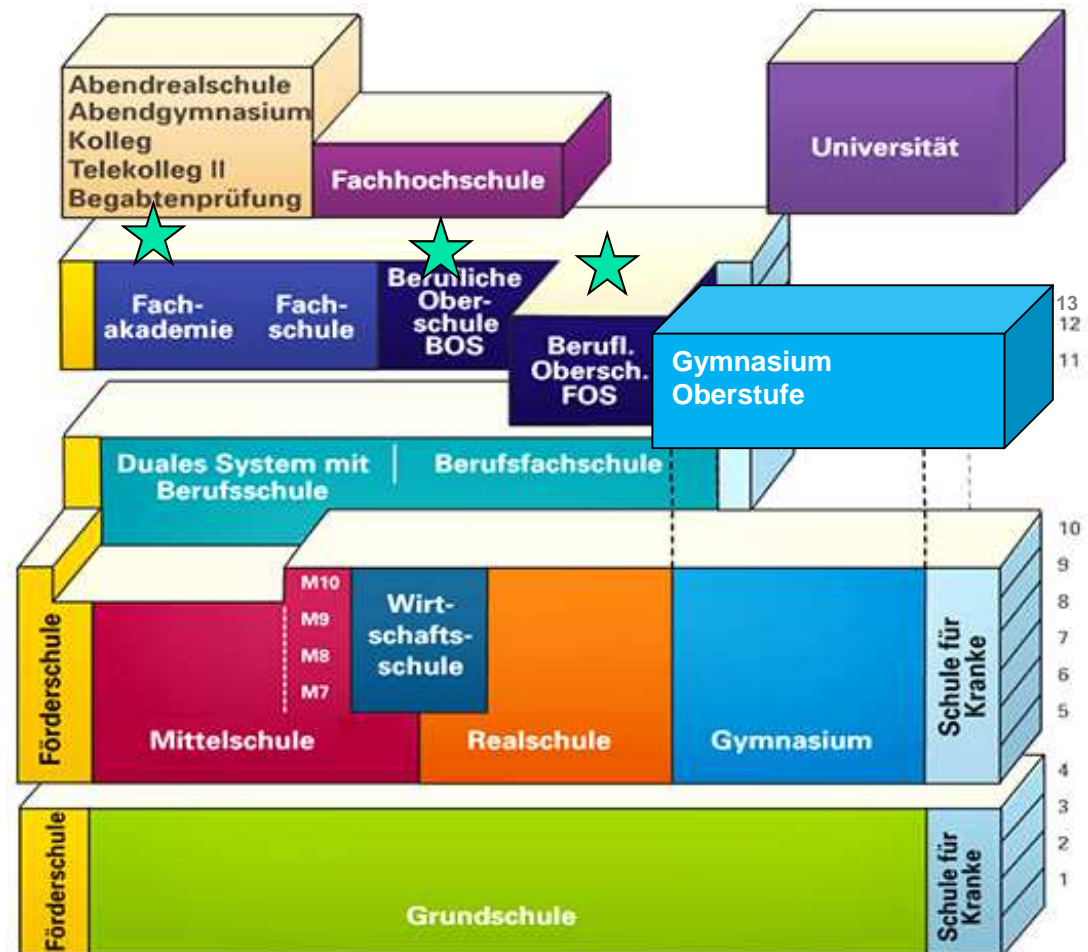 Abendrealschule
Abendgymnasium
Kolleg
Telekolleg II
Begabtenprüfung
Fachhochschule
Universität
Fach-
akademie
Fach-
schule
Berufliche
Ober-
schule
BOS
Berufl.
Obersch.
FOS
Gymnasium
Oberstufe
13
12
11
Duales System mit
Berufsschule
Berufsfachschule
Förderschule
Mittelschule
M10
M9
M8
M7
Wirt-
schafts-
schule
Realschule
Gymnasium
Schule für
Kranke
10
9
8
7
6
5
4
3
2
1
Förderschule
Grundschule
Schule für
Kranke